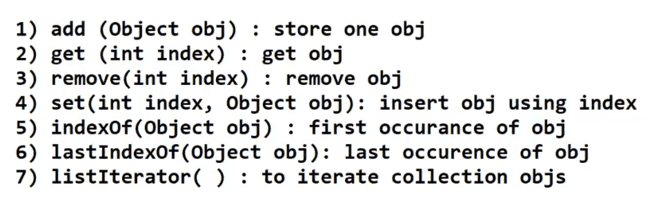 1) add (Object obj) : store one obj
2) get (int index) : get obj
3) remove(int index) : remove obj
4) set(int index, Object obj): insert obj using index
5) indexOf(Object obj) : first occurance of obj
6) lastIndexOf(Object obj): last occurence of obj
7) listIterator( ) : to iterate collection objs